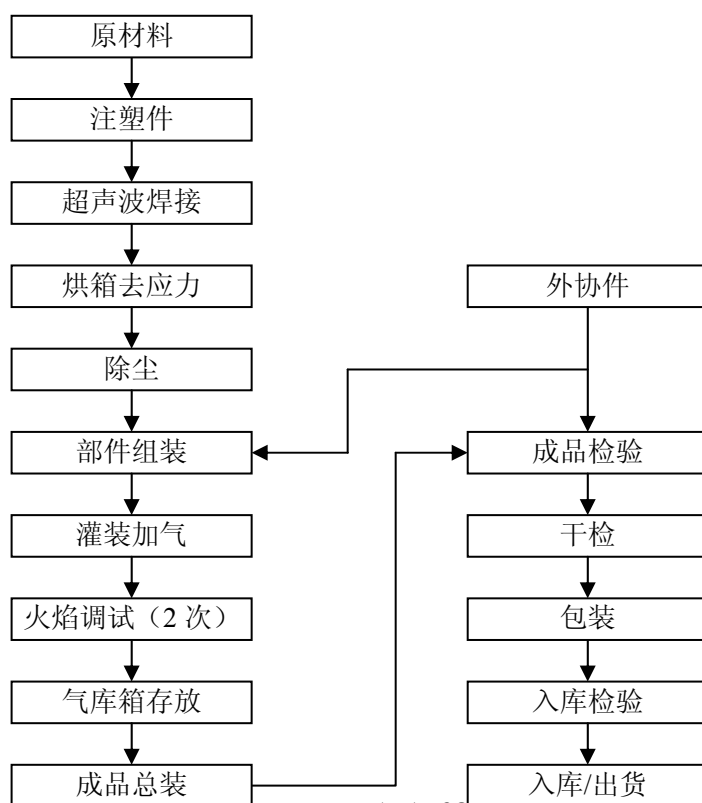 原材料
注塑件
超声波焊接
烘箱去应力
除尘
部件组装
灌装加气
火焰调试（2 次）
气库箱存放
成品总装
外协件
成品检验
干检
包装
入库检验
入库/出货